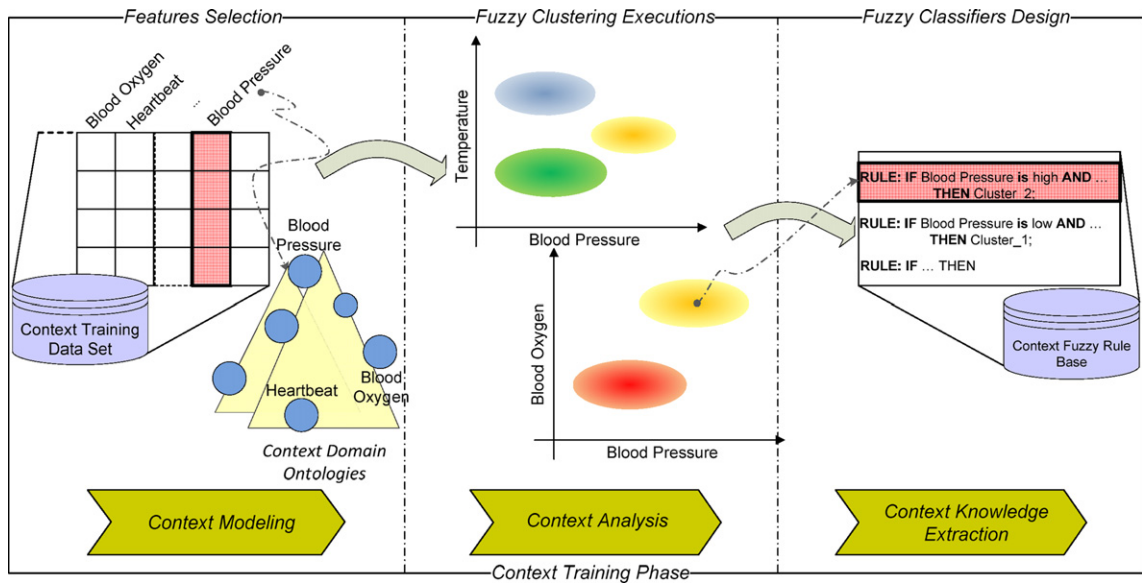 Features Selection
Fuzzy Clustering Executions
Fuzzy Classifiers Design
Blood Oxygen
Heartbeat
...
Blood Pressure
Context Training
Data Set
Blood
Pressure
Heartbeat
Blood
Oxygen
Context Domain
Ontologies
Temperature
Blood Pressure
Blood Oxygen
Blood Pressure
RULE: IF Blood Pressure is high AND ...
THEN Cluster_2;
RULE: IF Blood Pressure is low AND ...
THEN Cluster_1;
RULE: IF ... THEN
Context Fuzzy Rule
Base
Context Modeling
Context Analysis
Context Knowledge
Extraction
Context Training Phase